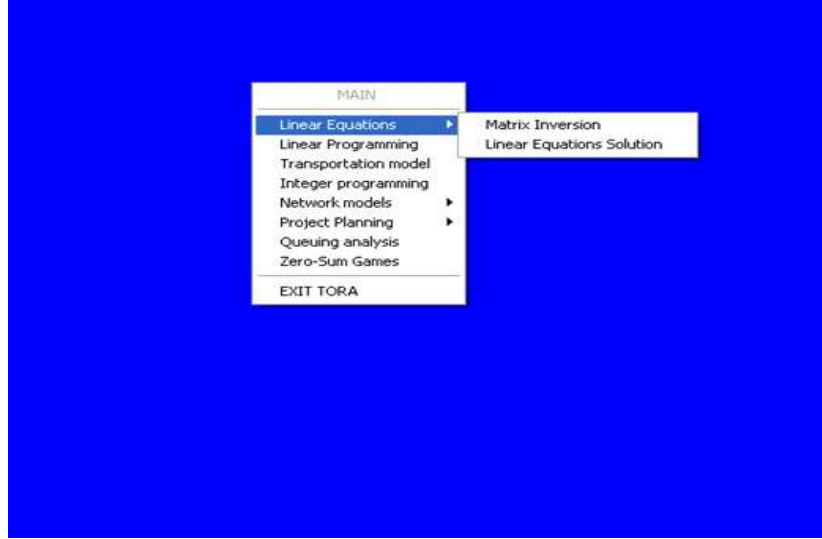 MAIN
Linear Equations
Matrix Inversion
Linear Programming
Linear Equations Solution
Transportation model
Integer programming
Network models
Project Planning
Queuing analysis
Zero-Sum Games
EXIT TORA